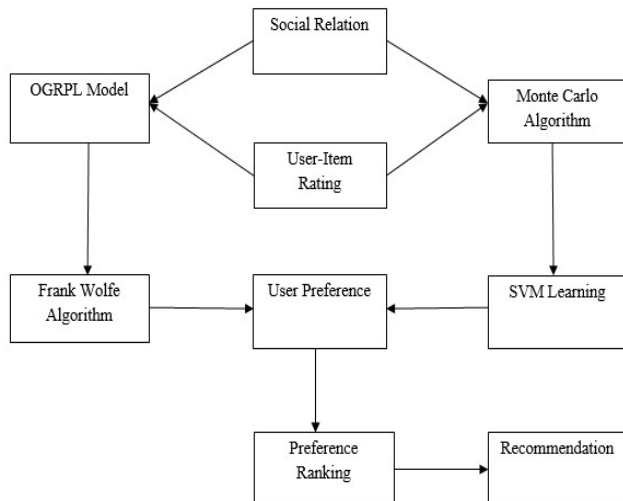 Social Relation
OGRPL Model
Monte Carlo
Algorithm
User-Item
Rating
Frank Wolfe
Algorithm
User Preference
SVM Learning
Preference
Ranking
Recommendation